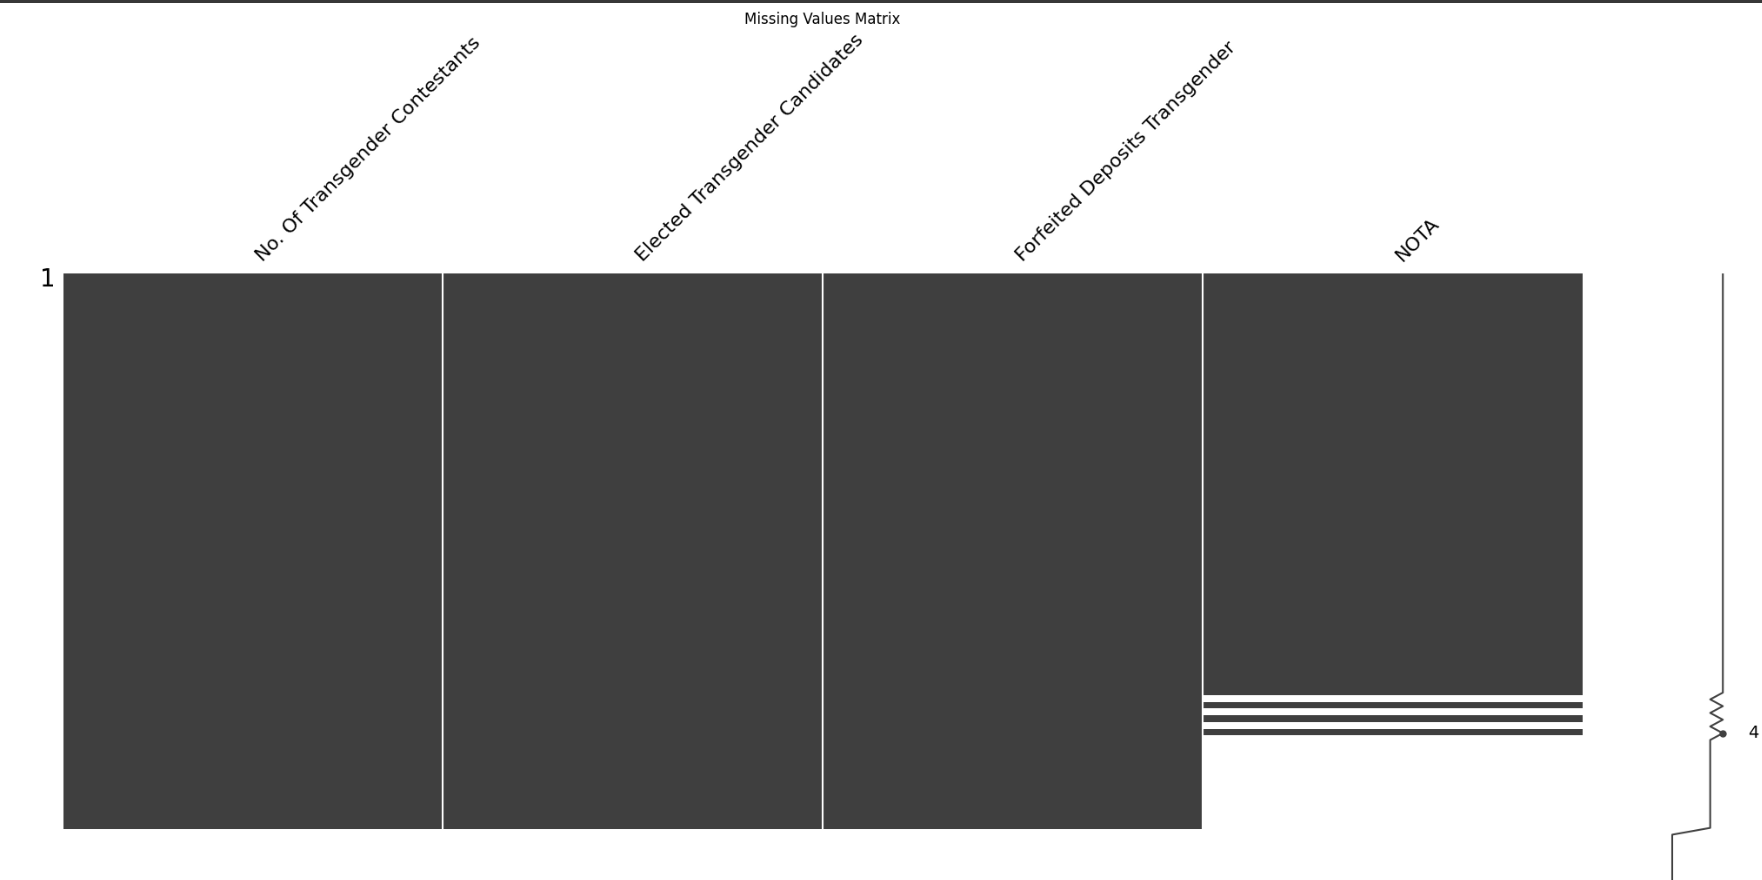 Missing Values Matrix
No. Of Transgender Contestants
Elected Transgender Candidates
Forfeited Deposits Transgender
NOTA
1
4